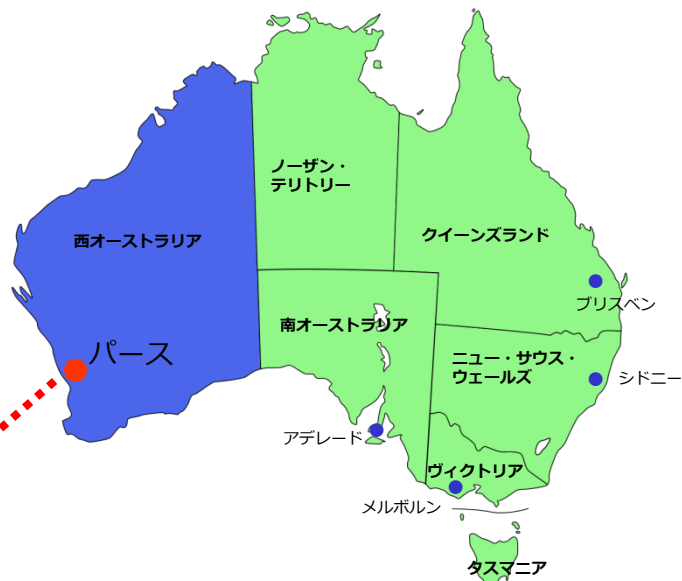 ノーザン・
テリトリー
西オーストラリア
クイーンズランド
ブリスベン
南オーストラリア
パース
ニュー・サウス・
ウェールズ
シドニー
アデレード
ヴィクトリア
メルボルン
タスマニア